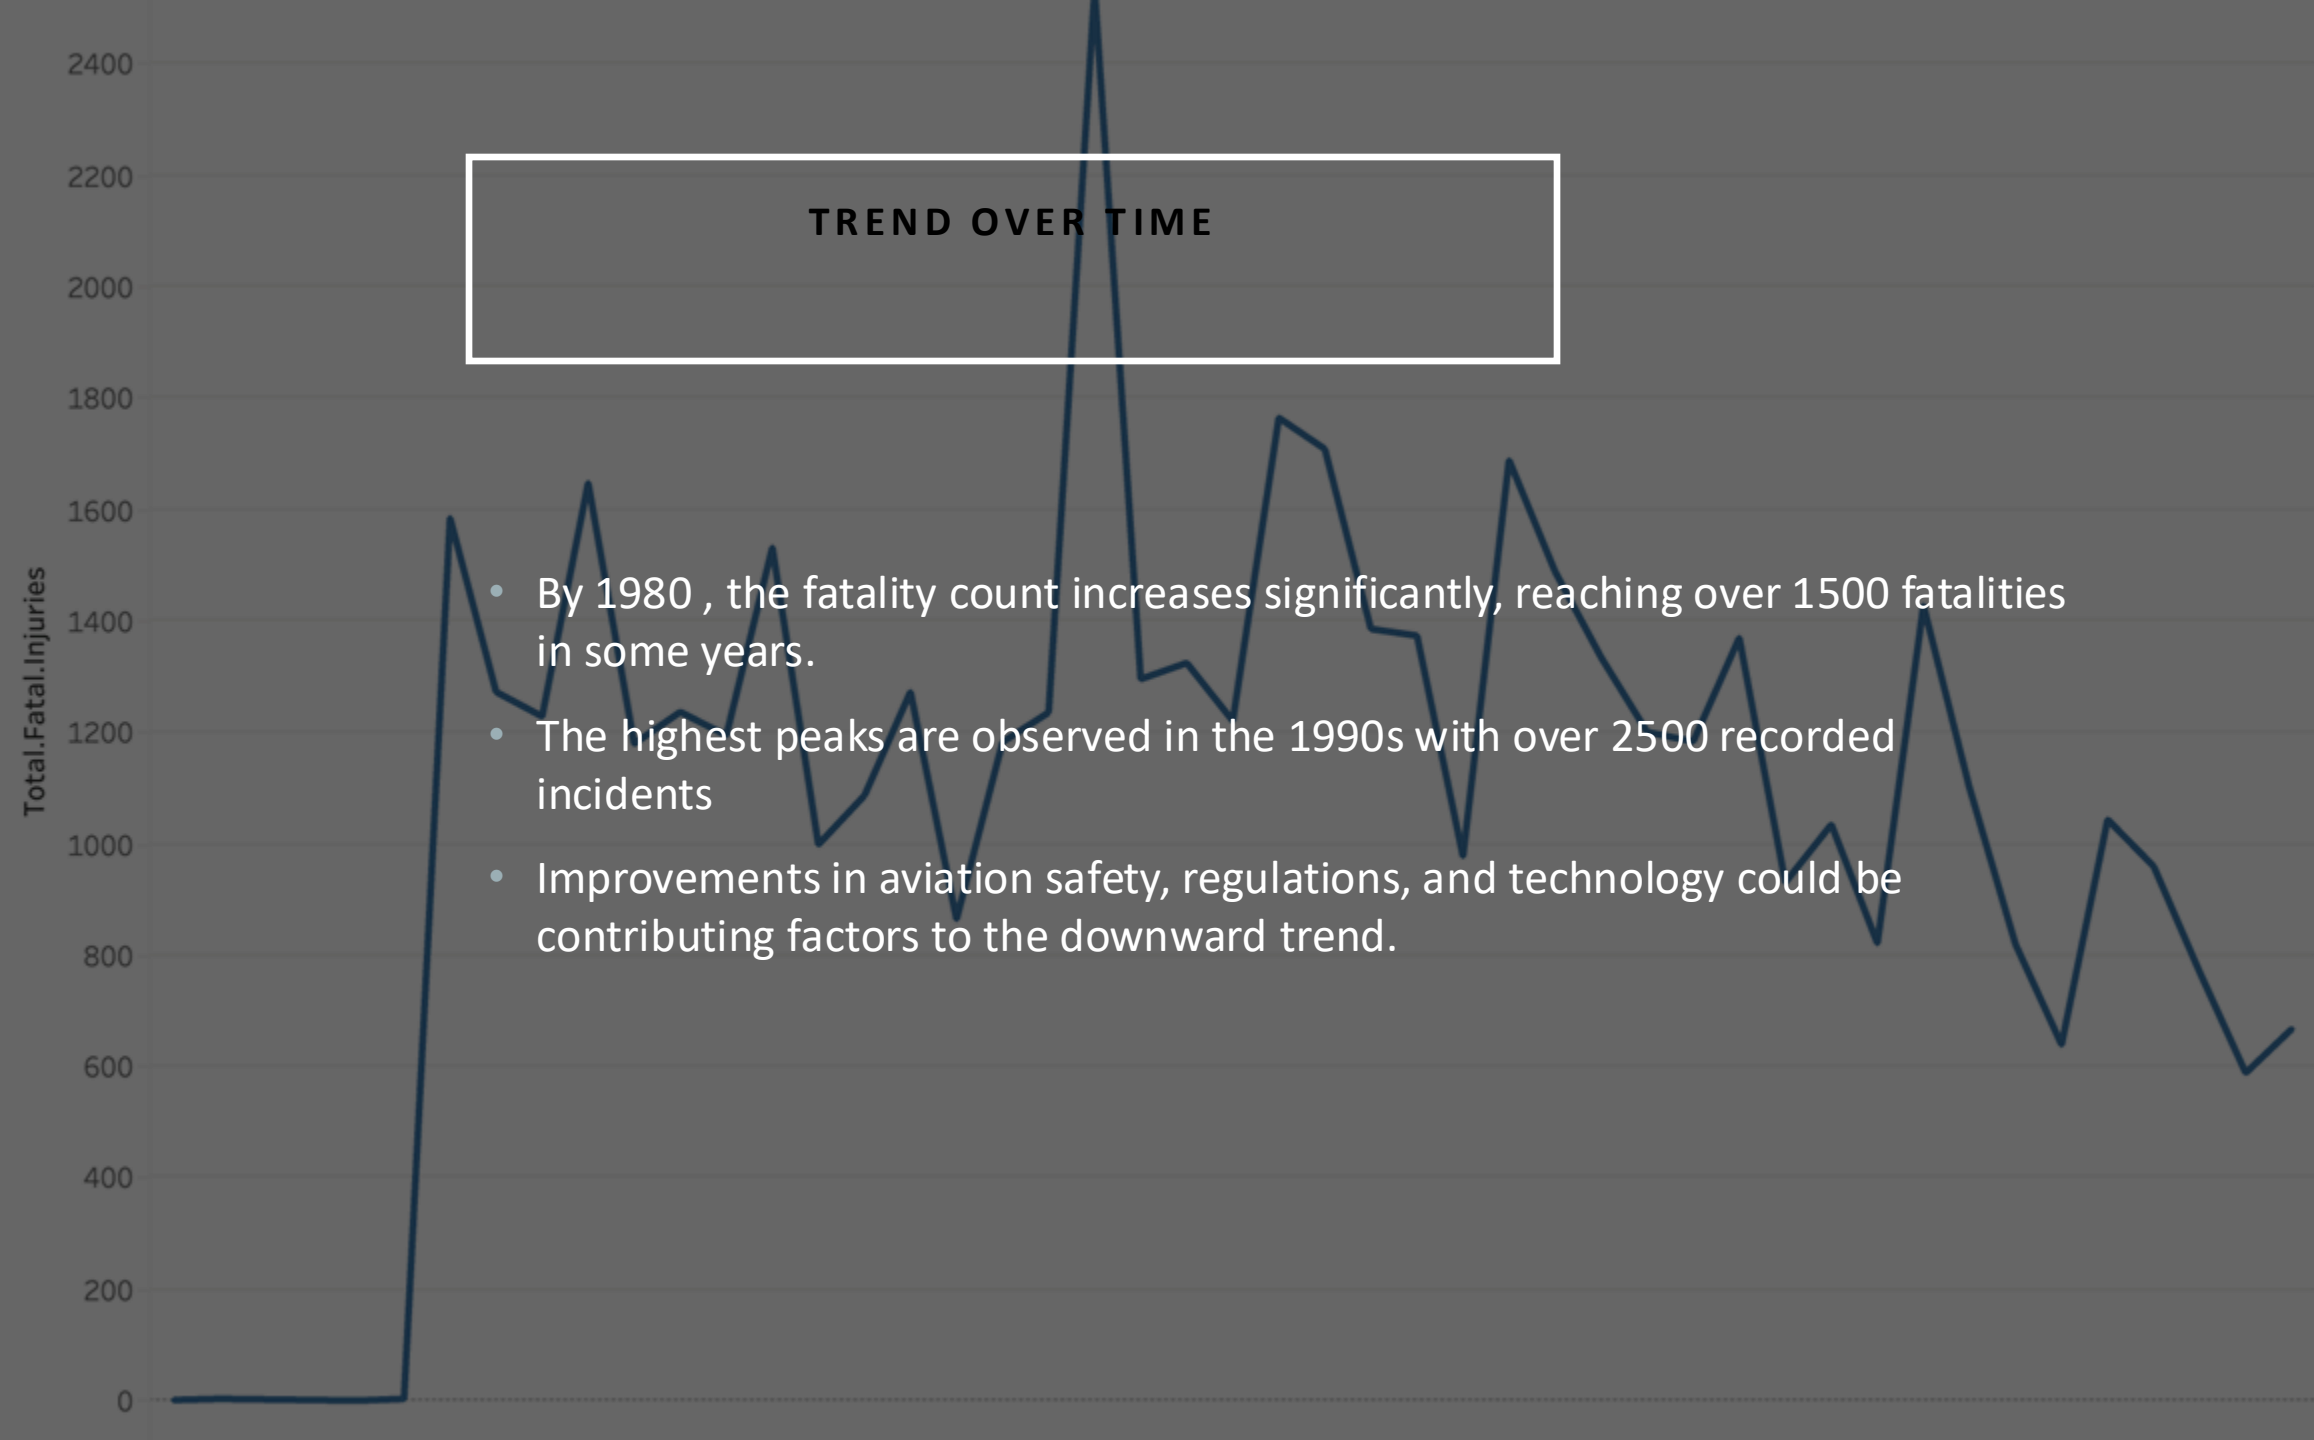 2400
2200
TREND OVER TIME
2000
1800
1600
Total.Fatal.Injuries
• By 1980 , the fatality count increases significantly, reaching over 1500 fatalities
1400
in some years.
1200
• The highest peaks are observed in the 1990s with over 2500 recorded
incidents
1000
• Improvements in aviation safety, regulations, and technology could be
contributing factors to the downward trend.
800
600
400
200
0